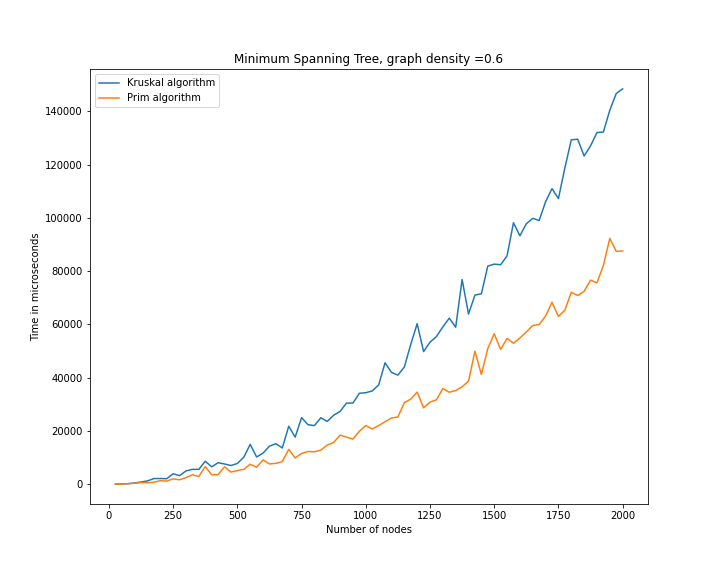 Minimum Spanning Tree, graph density =0.6
Kruskal algorithm
Prim algorithm
140000
120000
100000
80000
60000
40000
20000
0
Time in microseconds
0 250 500 750 1000 1250 1500 1750 2000
Number of nodes